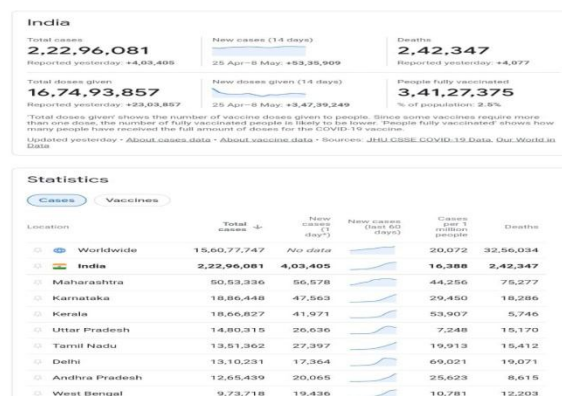 India
Total cases
2,22,96,081
Reported yesterday: +4,03,405
New cases (14 days)
25 Apr–8 May: +53,35,909
Deaths
2,42,347
Reported yesterday: +4,077
Total doses given
16,74,93,857
Reported yesterday: +23,03,857
New doses given (14 days)
25 Apr–8 May: +3,47,39,249
People fully vaccinated
3,41,27,375
% of population: 2.5%
'Total doses given' shows the number of vaccine doses given to people. Since some vaccines require more
than one dose, the number of fully vaccinated people is likely to be lower. 'People fully vaccinated' shows how
many people have received the full amount of doses for the COVID-19 vaccine.
Updated yesterday • About cases data • About vaccine data • Sources: JHU CSSE COVID-19 Data, Our World in
Data
Statistics
Cases Vaccines
Location Total cases ↓ New cases (1 day*) New cases (last 60 days) Cases per 1 million people Deaths
Worldwide 15,60,77,747 No data 20,072 32,56,034
India 2,22,96,081 4,03,405 16,388 2,42,347
Maharashtra 50,53,336 56,578 44,256 75,277
Karnataka 18,86,448 47,563 29,450 18,286
Kerala 18,66,827 41,971 53,907 5,746
Uttar Pradesh 14,80,315 26,636 7,248 15,170
Tamil Nadu 13,51,362 27,397 19,913 15,412
Delhi 13,10,231 17,364 69,021 19,071
Andhra Pradesh 12,65,439 20,065 25,623 8,615
West Bengal 9,73,718 19,436 10,781 12,203